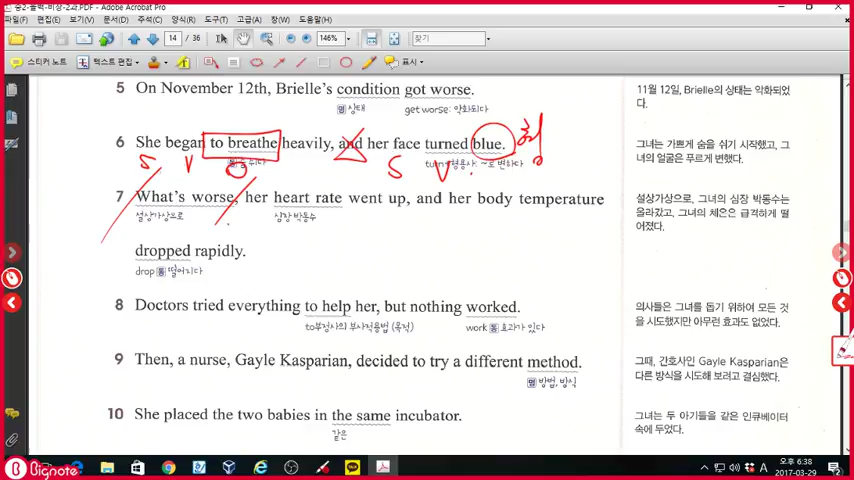 중2-놀벅-비상-2과.PDF - Adobe Acrobat Pro
파일(F) 편집(E) 보기(V) 문서(D) 주석(C) 양식(R) 도구(T) 고급(A) 창 도움말(H)
14 / 36 146% 찾기
스티커 노트 텍스트 편집 표시
5 On November 12th, Brielle's condition got worse.
명 상태 get worse: 악화되다
11월 12일, Brielle의 상태는 악화되었다.
6 She began to breathe heavily, and her face turned blue. 형
S V O S V
그녀는 가쁘게 숨을 쉬기 시작했고, 그녀의 얼굴은 푸르게 변했다.
7 What's worse, her heart rate went up, and her body temperature
설상가상으로 심장 박동수
dropped rapidly.
drop 동 떨어지다
설상가상으로, 그녀의 심장 박동수는
올라갔고, 그녀의 체온은 급격하게 떨
어졌다.
8 Doctors tried everything to help her, but nothing worked.
to부정사의 부사적용법 (목적) work 동 효과가 있다
의사들은 그녀를 돕기 위하여 모든 것
을 시도했지만 아무런 효과도 없었다.
9 Then, a nurse, Gayle Kasparian, decided to try a different method.
명 방법, 방식
그때, 간호사인 Gayle Kasparian은
다른 방식을 시도해 보려고 결심했다.
10 She placed the two babies in the same incubator.
같은
그녀는 두 아기들을 같은 인큐베이터
속에 두었다.
Bignote
A 오후 6:38
2017-03-29